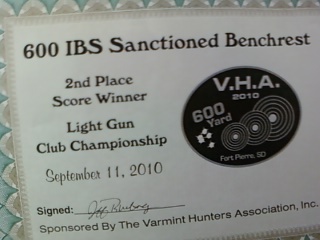 600 IBS Sanctioned Benchrest
2nd Place
Score Winner
Light Gun
Club Championship
September 11, 2010
V.H.A.
2010
600
Yard
Fort Pierre, SD
Signed:
Sponsored By The Varmint Hunters Association, Inc.